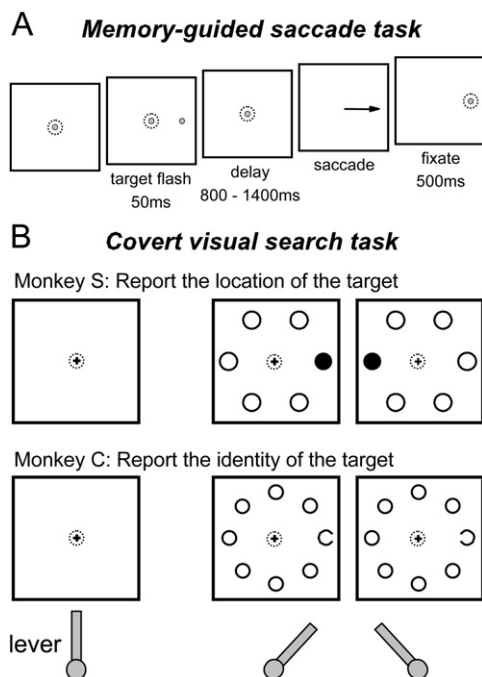 A Memory-guided saccade task
target flash
50ms
delay
800 - 1400ms
saccade
fixate
500ms
B Covert visual search task
Monkey S: Report the location of the target
Monkey C: Report the identity of the target
lever